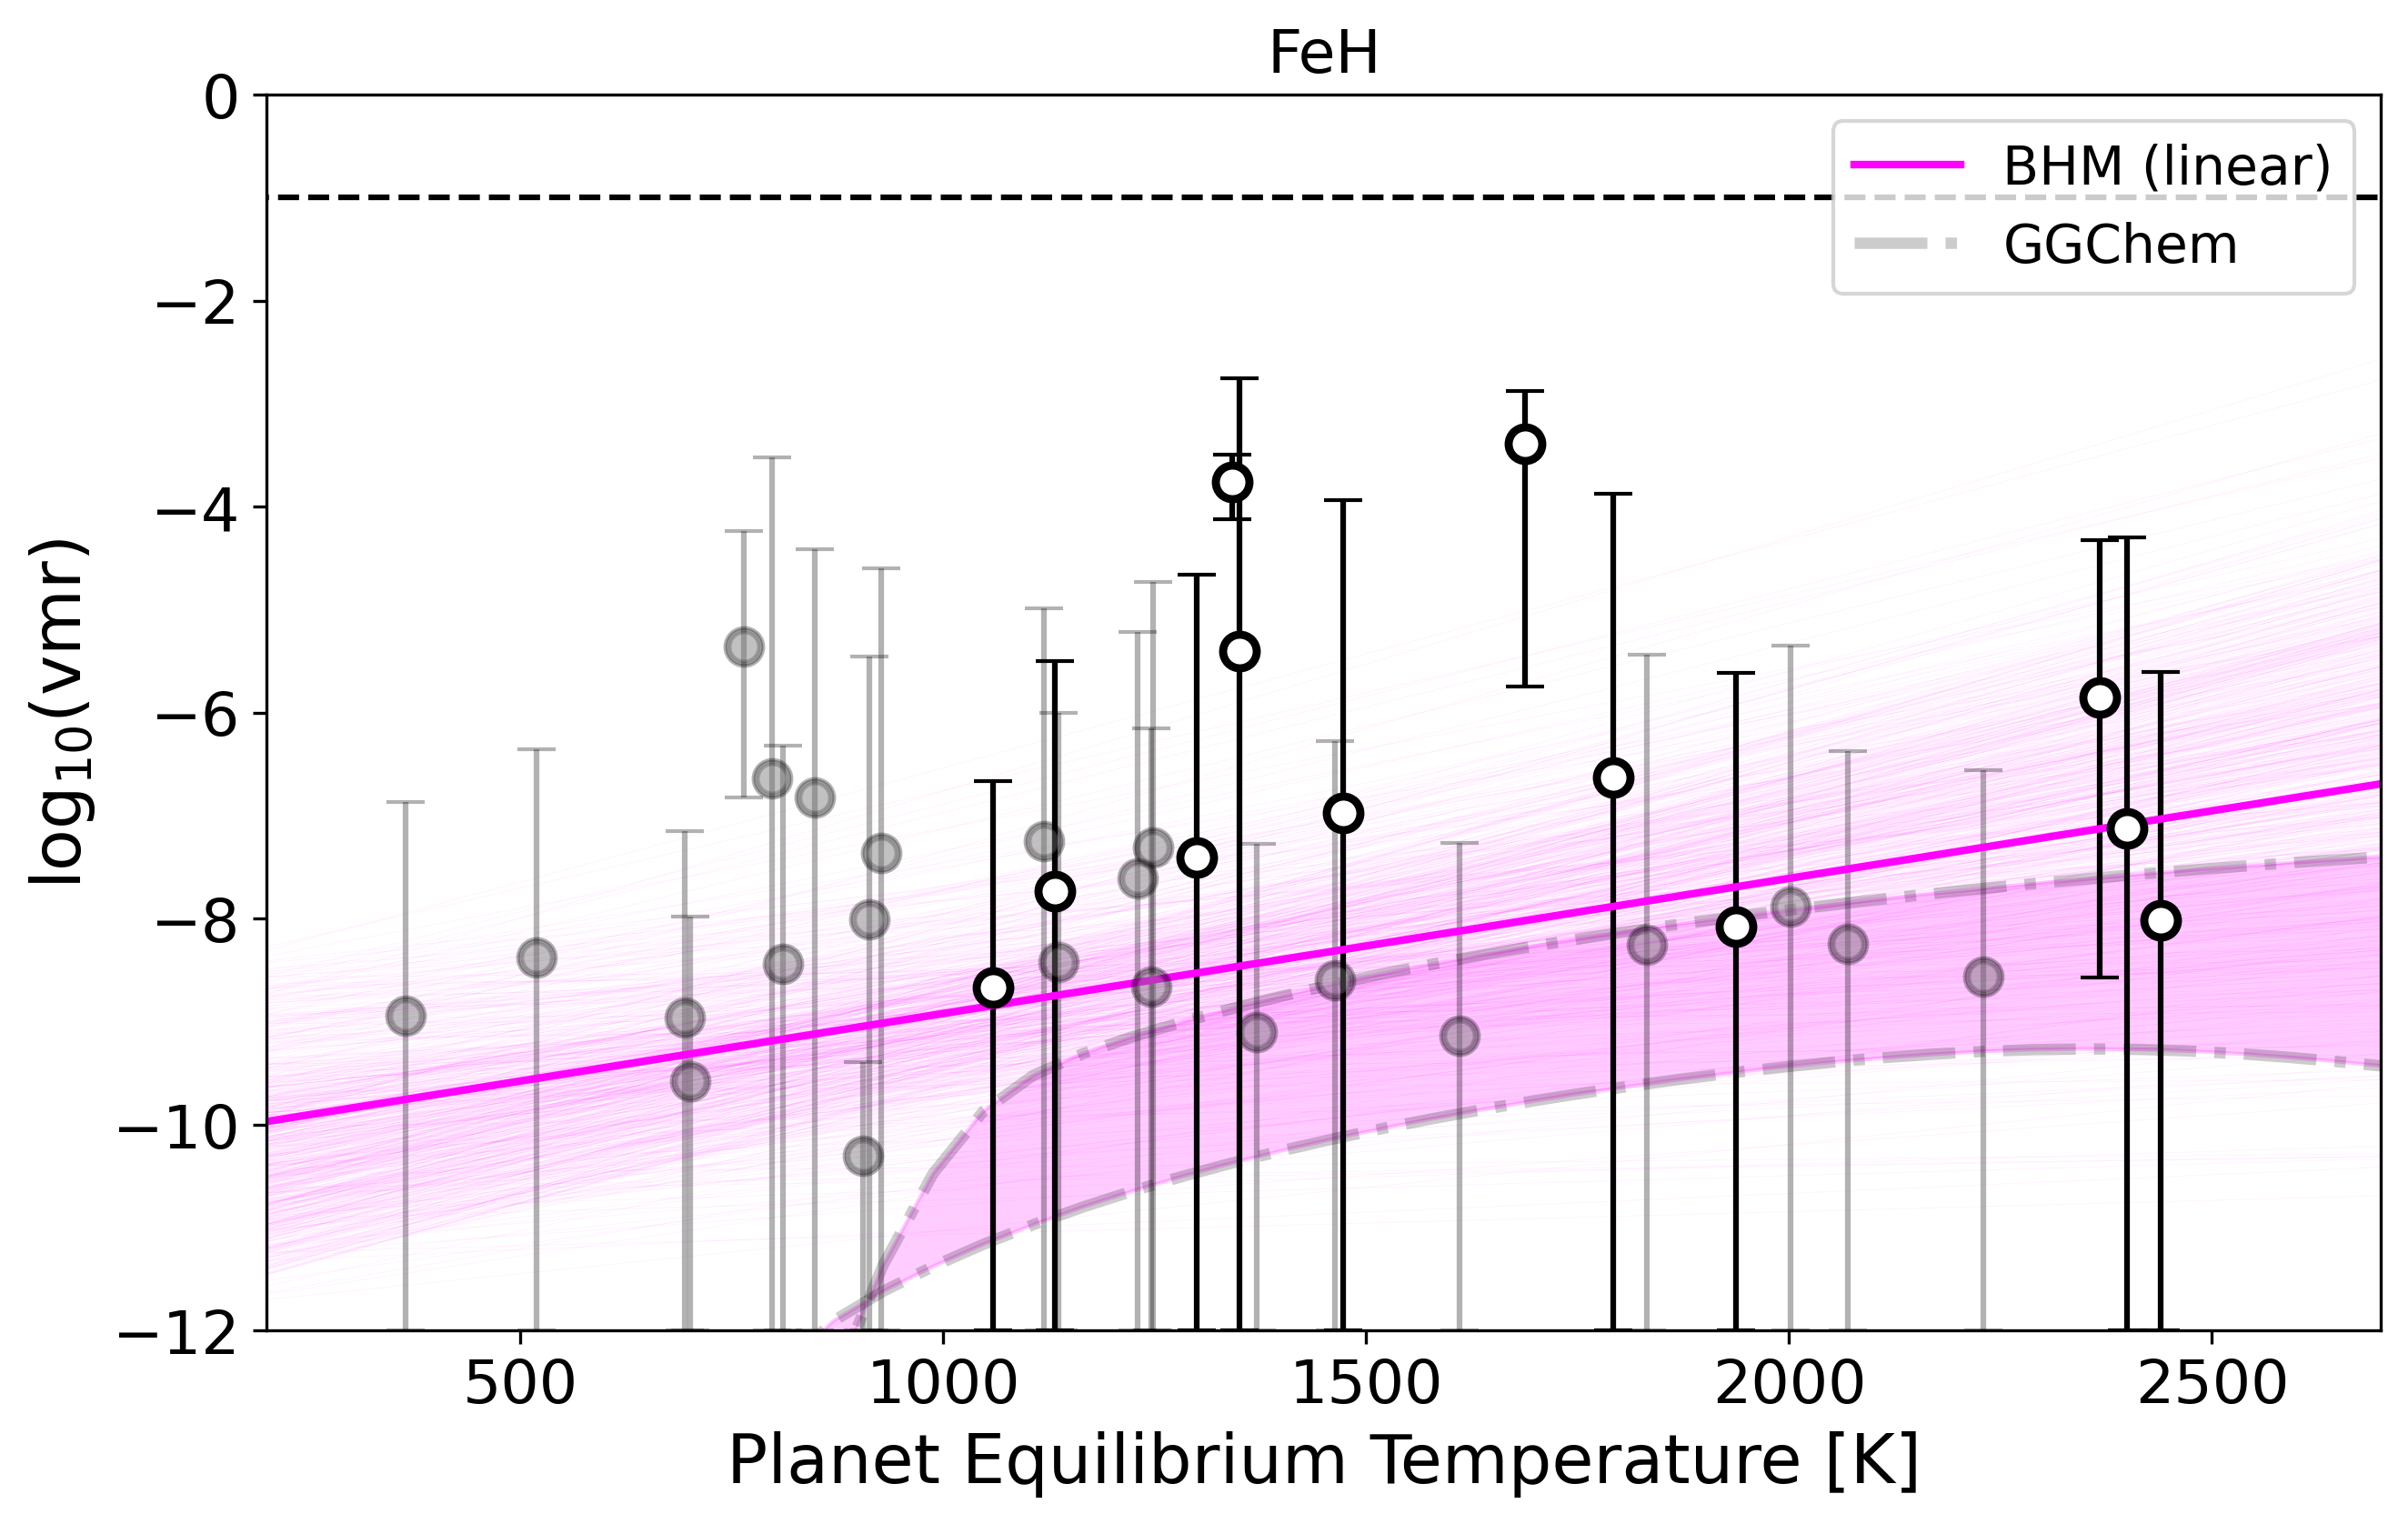 FeH
BHM (linear)
GGChem
0
−2
−4
−6
−8
−10
−12
log₁₀(vmr)
500 1000 1500 2000 2500
Planet Equilibrium Temperature [K]